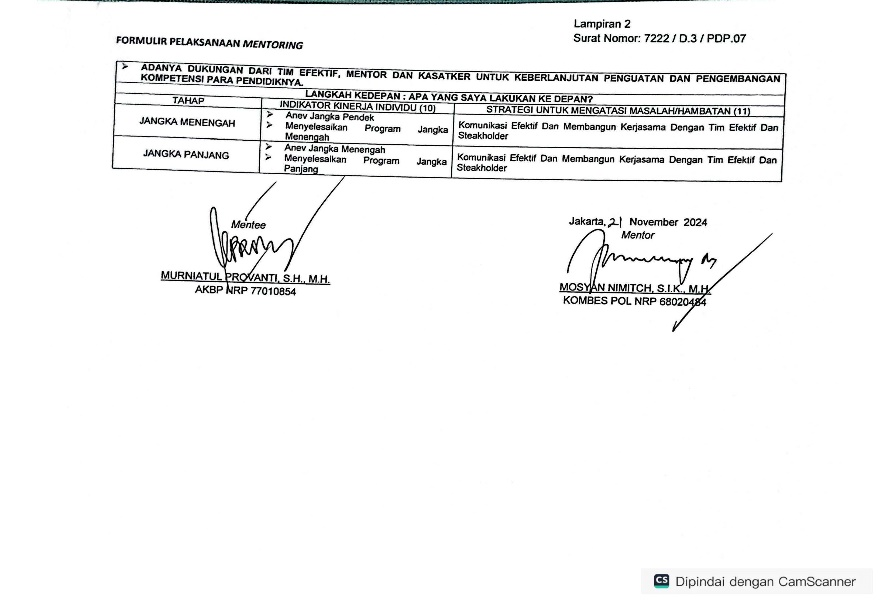 Lampiran 2
Surat Nomor: 7222 / D.3 / PDP.07
FORMULIR PELAKSANAAN MENTORING
➢ ADANYA DUKUNGAN DARI TIM EFEKTIF, MENTOR DAN KASATKER UNTUK KEBERLANJUTAN PENGUATAN DAN PENGEMBANGAN
KOMPETENSI PARA PENDIDIKNYA.
LANGKAH KEDEPAN : APA YANG SAYA LAKUKAN KE DEPAN?
TAHAP INDIKATOR KINERJA INDIVIDU (10) STRATEGI UNTUK MENGATASI MASALAH/HAMBATAN (11)
JANGKA MENENGAH
➢ Anev Jangka Pendek
➢ Menyelesaikan Program Jangka
Menengah
Komunikasi Efektif Dan Membangun Kerjasama Dengan Tim Efektif Dan
Steakholder
JANGKA PANJANG
➢ Anev Jangka Menengah
➢ Menyelesaikan Program Jangka
Panjang
Komunikasi Efektif Dan Membangun Kerjasama Dengan Tim Efektif Dan
Steakholder
Mentee
MURNIATUL PROVANTI, S.H., M.H.
AKBP NRP 77010854
Jakarta, 21 November 2024
Mentor
MOSYAN NIMITCH, S.I.K., M.H.
KOMBES POL NRP 68020484
CS Dipindai dengan CamScanner